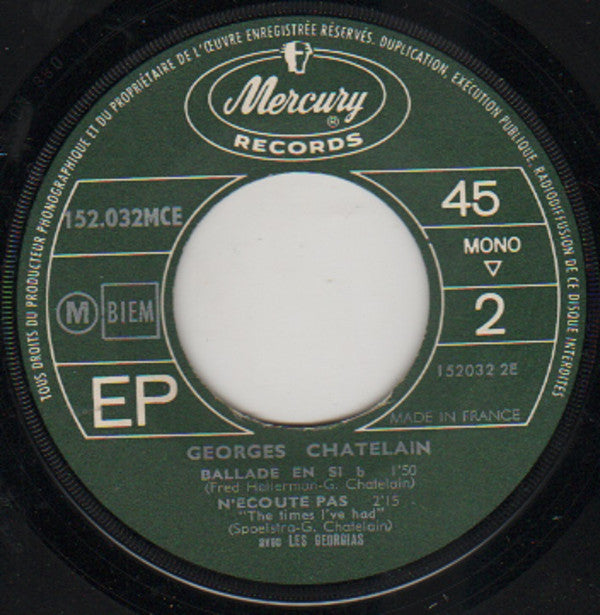 TOUS DROITS DU PRODUCTEUR PHONOGRAPHIQUE ET DU PROPRIÉTAIRE DE L'ŒUVRE ENREGISTRÉE RÉSERVÉS. DUPLICATION, EXÉCUTION PUBLIQUE, RADIODIFFUSION DE CE DISQUE INTERDITES
Mercury ®
RECORDS
152.032MCE
45
MONO
▽
M BIEM
2
EP
152032 2E
MADE IN FRANCE
GEORGES CHATELAIN
BALLADE EN SI b 1'50
(Fred Hellerman-G. Chatelain)
N'ECOUTE PAS 2'15
"The times I've had"
(Spoelstra-G. Chatelain)
avec LES GEORGIAS